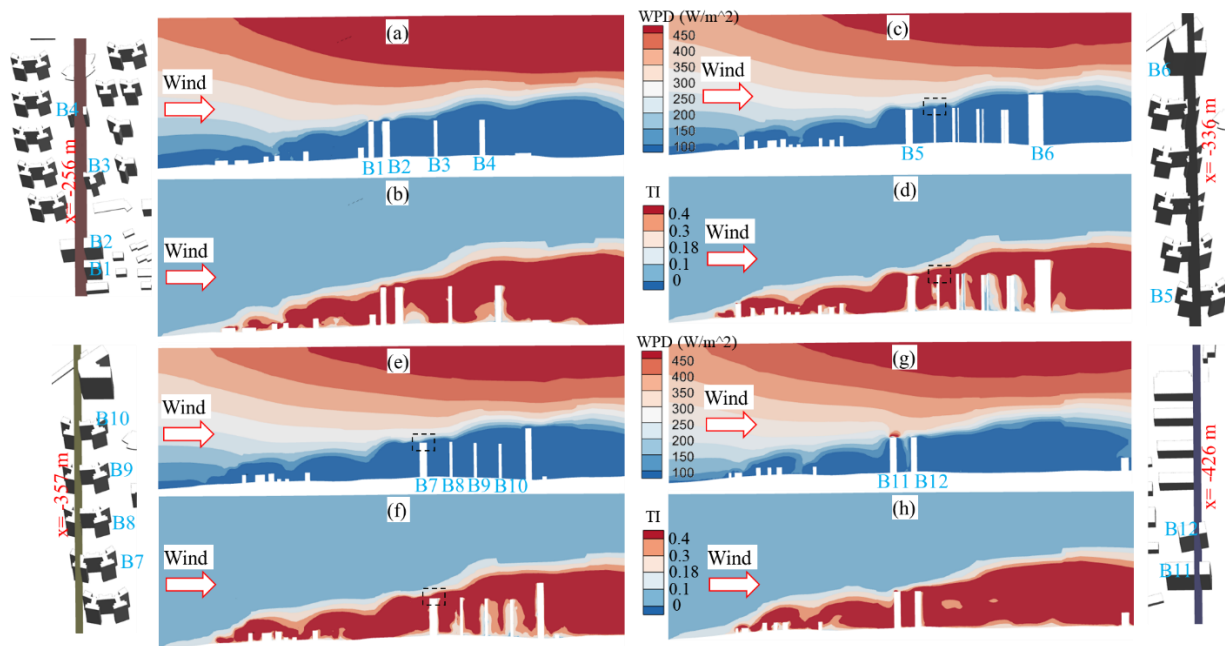 (a)
Wind
B1
B2
B3
B4
B4
B3
B2
B1
x= -256 m
(b)
Wind
WPD (W/m^2)
450
400
350
300
250
200
150
100
(c)
Wind
B5
B6
B6
B5
x= -336 m
TI
0.4
0.3
0.18
0.1
0
(d)
Wind
(e)
Wind
B7
B8
B9
B10
B10
B9
B8
B7
x= -357 m
(f)
Wind
WPD (W/m^2)
450
400
350
300
250
200
150
100
(g)
Wind
B11
B12
B12
B11
x= -426 m
TI
0.4
0.3
0.18
0.1
0
(h)
Wind